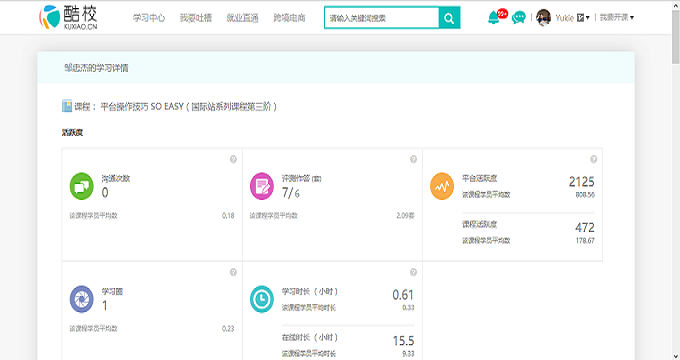 酷校
KUXIAO.CN
学习中心 我要吐槽 就业直通 跨境电商
请输入关键词搜索
99+
Yukie
我要开课
邹忠杰的学习详情
课程： 平台操作技巧 SO EASY ( 国际站系列课程第三阶 )
活跃度
沟通次数
0
该课程学员平均数 0.18
评测作答 (套)
7/6
该课程学员平均数 2.09套
平台活跃度 2125
该课程学员平均数 808.56
课程活跃度 472
该课程学员平均数 178.67
学习圈
1
该课程学员平均数 0.23
学习时长 ( 小时 ) 0.61
该课程学员平均时长 0.33
在线时长 ( 小时 ) 15.5
该课程学员平均时长 9.33